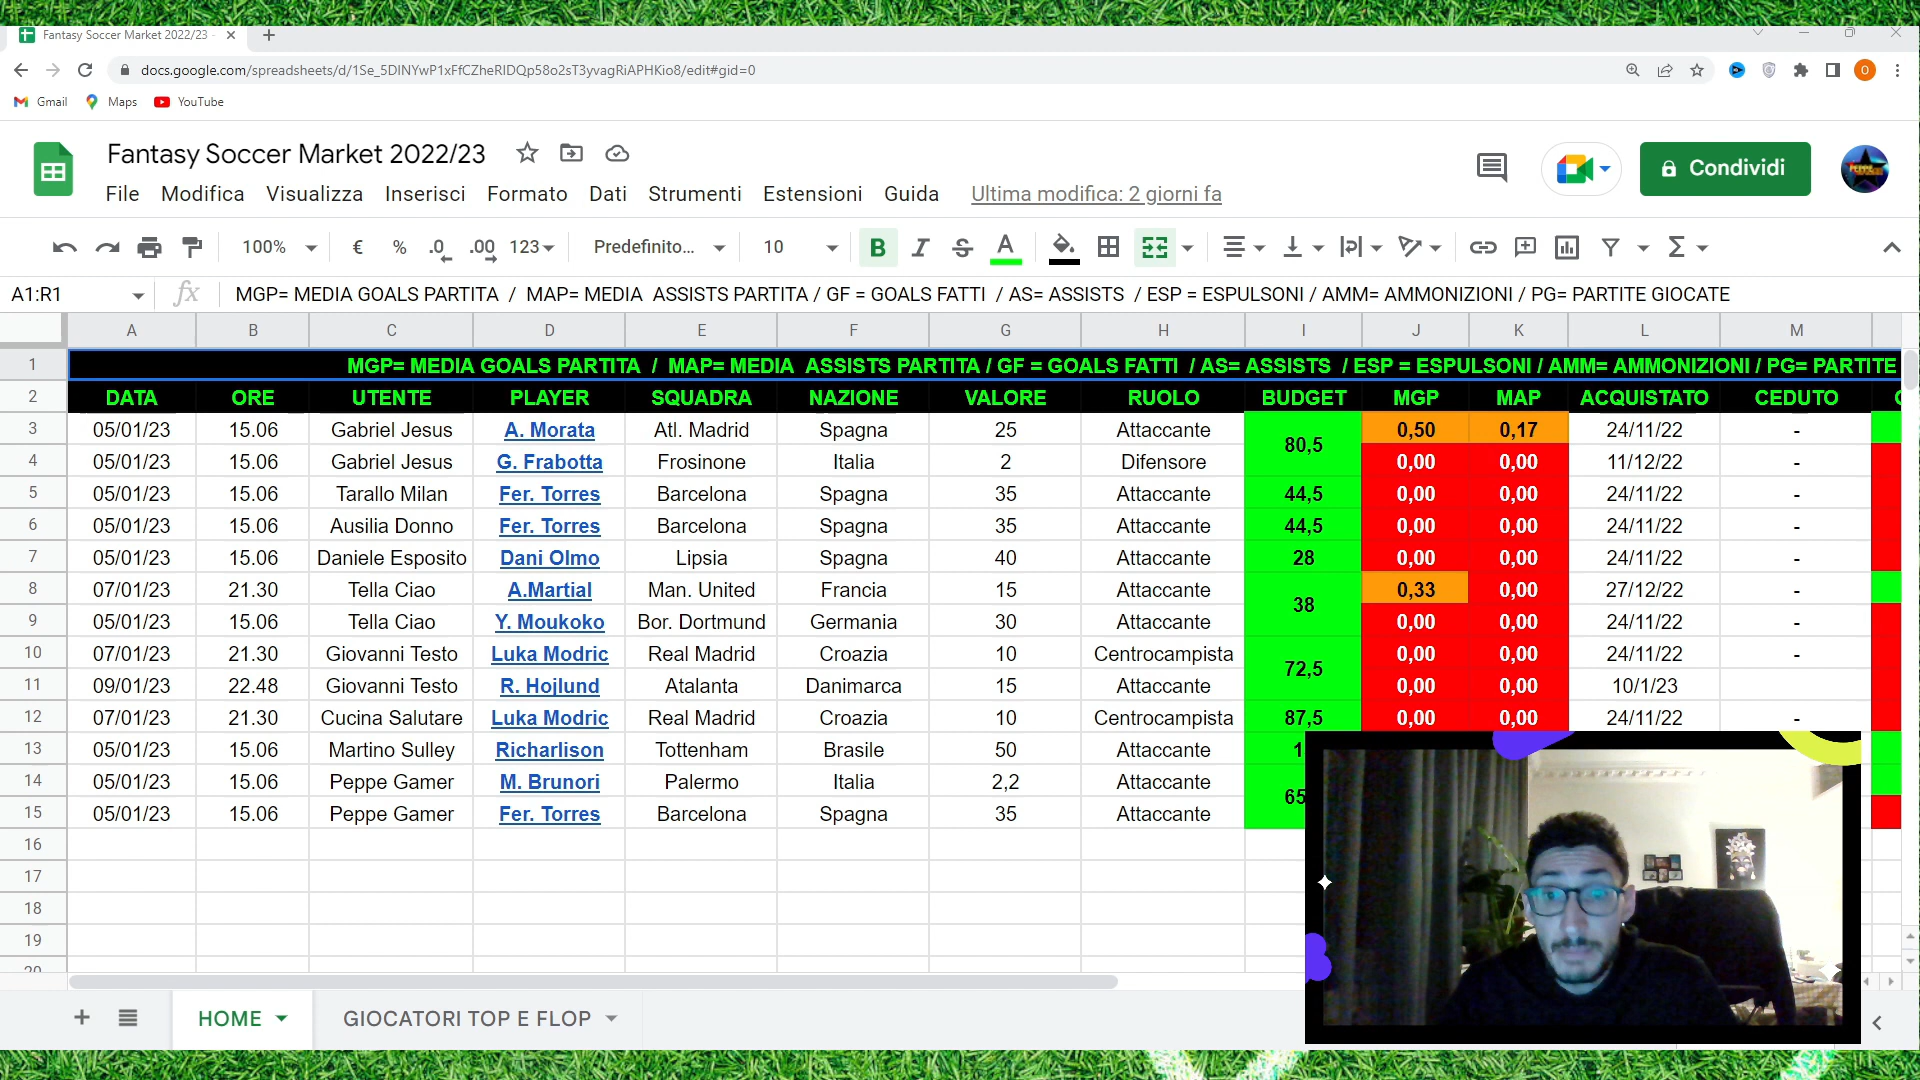 Fantasy Soccer Market 2022/23 -
docs.google.com/spreadsheets/d/1Se_5DINYwP1xFfCZheRIDQp58o2sT3yvagRiAPHKio8/edit#gid=0
O
Gmail Maps YouTube
Fantasy Soccer Market 2022/23
File Modifica Visualizza Inserisci Formato Dati Strumenti Estensioni Guida Ultima modifica: 2 giorni fa
Condividi
100% € % .0 .00 123 Predefinito... 10 B I S A
A1:R1 fx MGP= MEDIA GOALS PARTITA / MAP= MEDIA ASSISTS PARTITA / GF = GOALS FATTI / AS= ASSISTS / ESP = ESPULSONI / AMM= AMMONIZIONI / PG= PARTITE GIOCATE
A B C D E F G H I J K L M
1 MGP= MEDIA GOALS PARTITA / MAP= MEDIA ASSISTS PARTITA / GF = GOALS FATTI / AS= ASSISTS / ESP = ESPULSONI / AMM= AMMONIZIONI / PG= PARTITE
2 DATA ORE UTENTE PLAYER SQUADRA NAZIONE VALORE RUOLO BUDGET MGP MAP ACQUISTATO CEDUTO
3 05/01/23 15.06 Gabriel Jesus A. Morata Atl. Madrid Spagna 25 Attaccante 80,5 0,50 0,17 24/11/22 -
4 05/01/23 15.06 Gabriel Jesus G. Frabotta Frosinone Italia 2 Difensore 0,00 0,00 11/12/22 -
5 05/01/23 15.06 Tarallo Milan Fer. Torres Barcelona Spagna 35 Attaccante 44,5 0,00 0,00 24/11/22 -
6 05/01/23 15.06 Ausilia Donno Fer. Torres Barcelona Spagna 35 Attaccante 44,5 0,00 0,00 24/11/22 -
7 05/01/23 15.06 Daniele Esposito Dani Olmo Lipsia Spagna 40 Attaccante 28 0,00 0,00 24/11/22 -
8 07/01/23 21.30 Tella Ciao A.Martial Man. United Francia 15 Attaccante 38 0,33 0,00 27/12/22 -
9 05/01/23 15.06 Tella Ciao Y. Moukoko Bor. Dortmund Germania 30 Attaccante 0,00 0,00 24/11/22 -
10 07/01/23 21.30 Giovanni Testo Luka Modric Real Madrid Croazia 10 Centrocampista 72,5 0,00 0,00 24/11/22 -
11 09/01/23 22.48 Giovanni Testo R. Hojlund Atalanta Danimarca 15 Attaccante 0,00 0,00 10/1/23
12 07/01/23 21.30 Cucina Salutare Luka Modric Real Madrid Croazia 10 Centrocampista 87,5 0,00 0,00 24/11/22 -
13 05/01/23 15.06 Martino Sulley Richarlison Tottenham Brasile 50 Attaccante 1
14 05/01/23 15.06 Peppe Gamer M. Brunori Palermo Italia 2,2 Attaccante 65
15 05/01/23 15.06 Peppe Gamer Fer. Torres Barcelona Spagna 35 Attaccante
16
17
18
19
20
HOME GIOCATORI TOP E FLOP